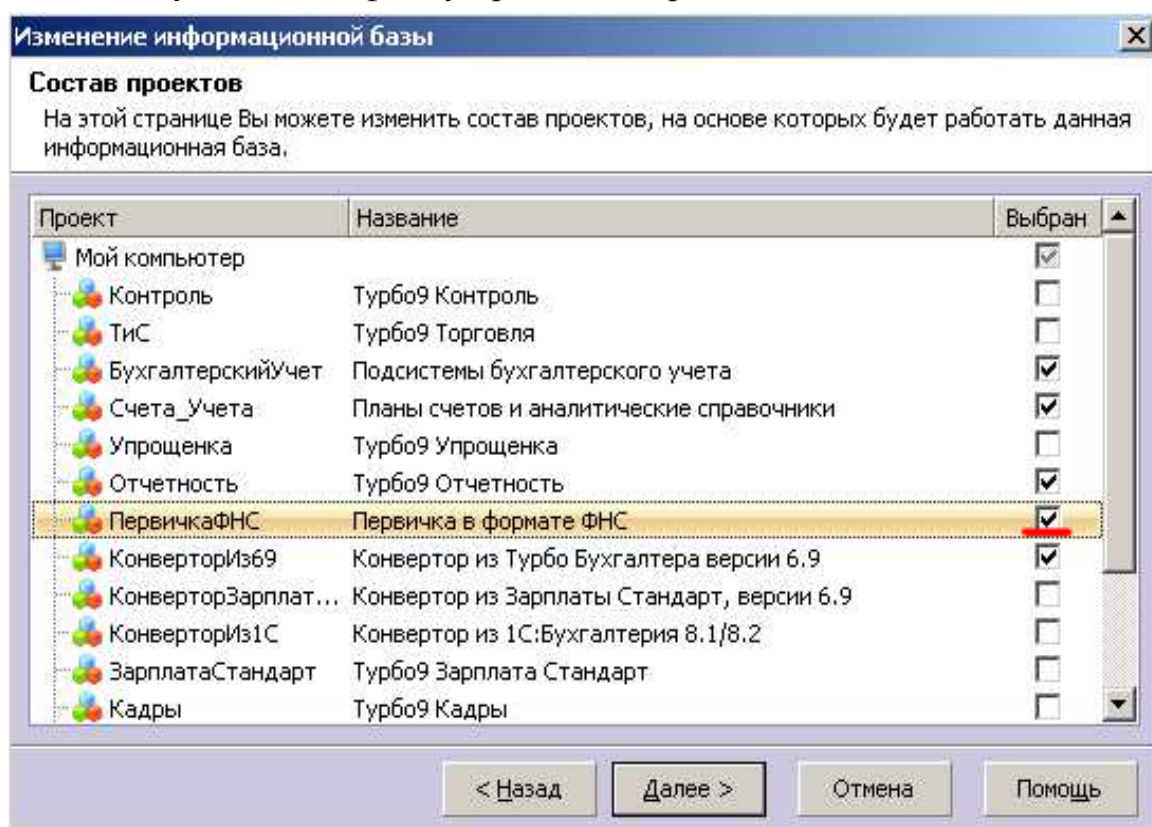 Изменение информационной базы
Состав проектов
На этой странице Вы можете изменить состав проектов, на основе которых будет работать данная
информационная база.
Проект Название Выбран
Мой компьютер
Контроль Турбо9 Контроль
ТиС Турбо9 Торговля
БухгалтерскийУчет Подсистемы бухгалтерского учета
Счета_Учета Планы счетов и аналитические справочники
Упрощенка Турбо9 Упрощенка
Отчетность Турбо9 Отчетность
ПервичкаФНС Первичка в формате ФНС
КонверторИз69 Конвертор из Турбо Бухгалтера версии 6.9
КонверторЗарплат... Конвертор из Зарплаты Стандарт, версии 6.9
КонверторИз1С Конвертор из 1С:Бухгалтерия 8.1/8.2
ЗарплатаСтандарт Турбо9 Зарплата Стандарт
Кадры Турбо9 Кадры
< Назад Далее > Отмена Помощь